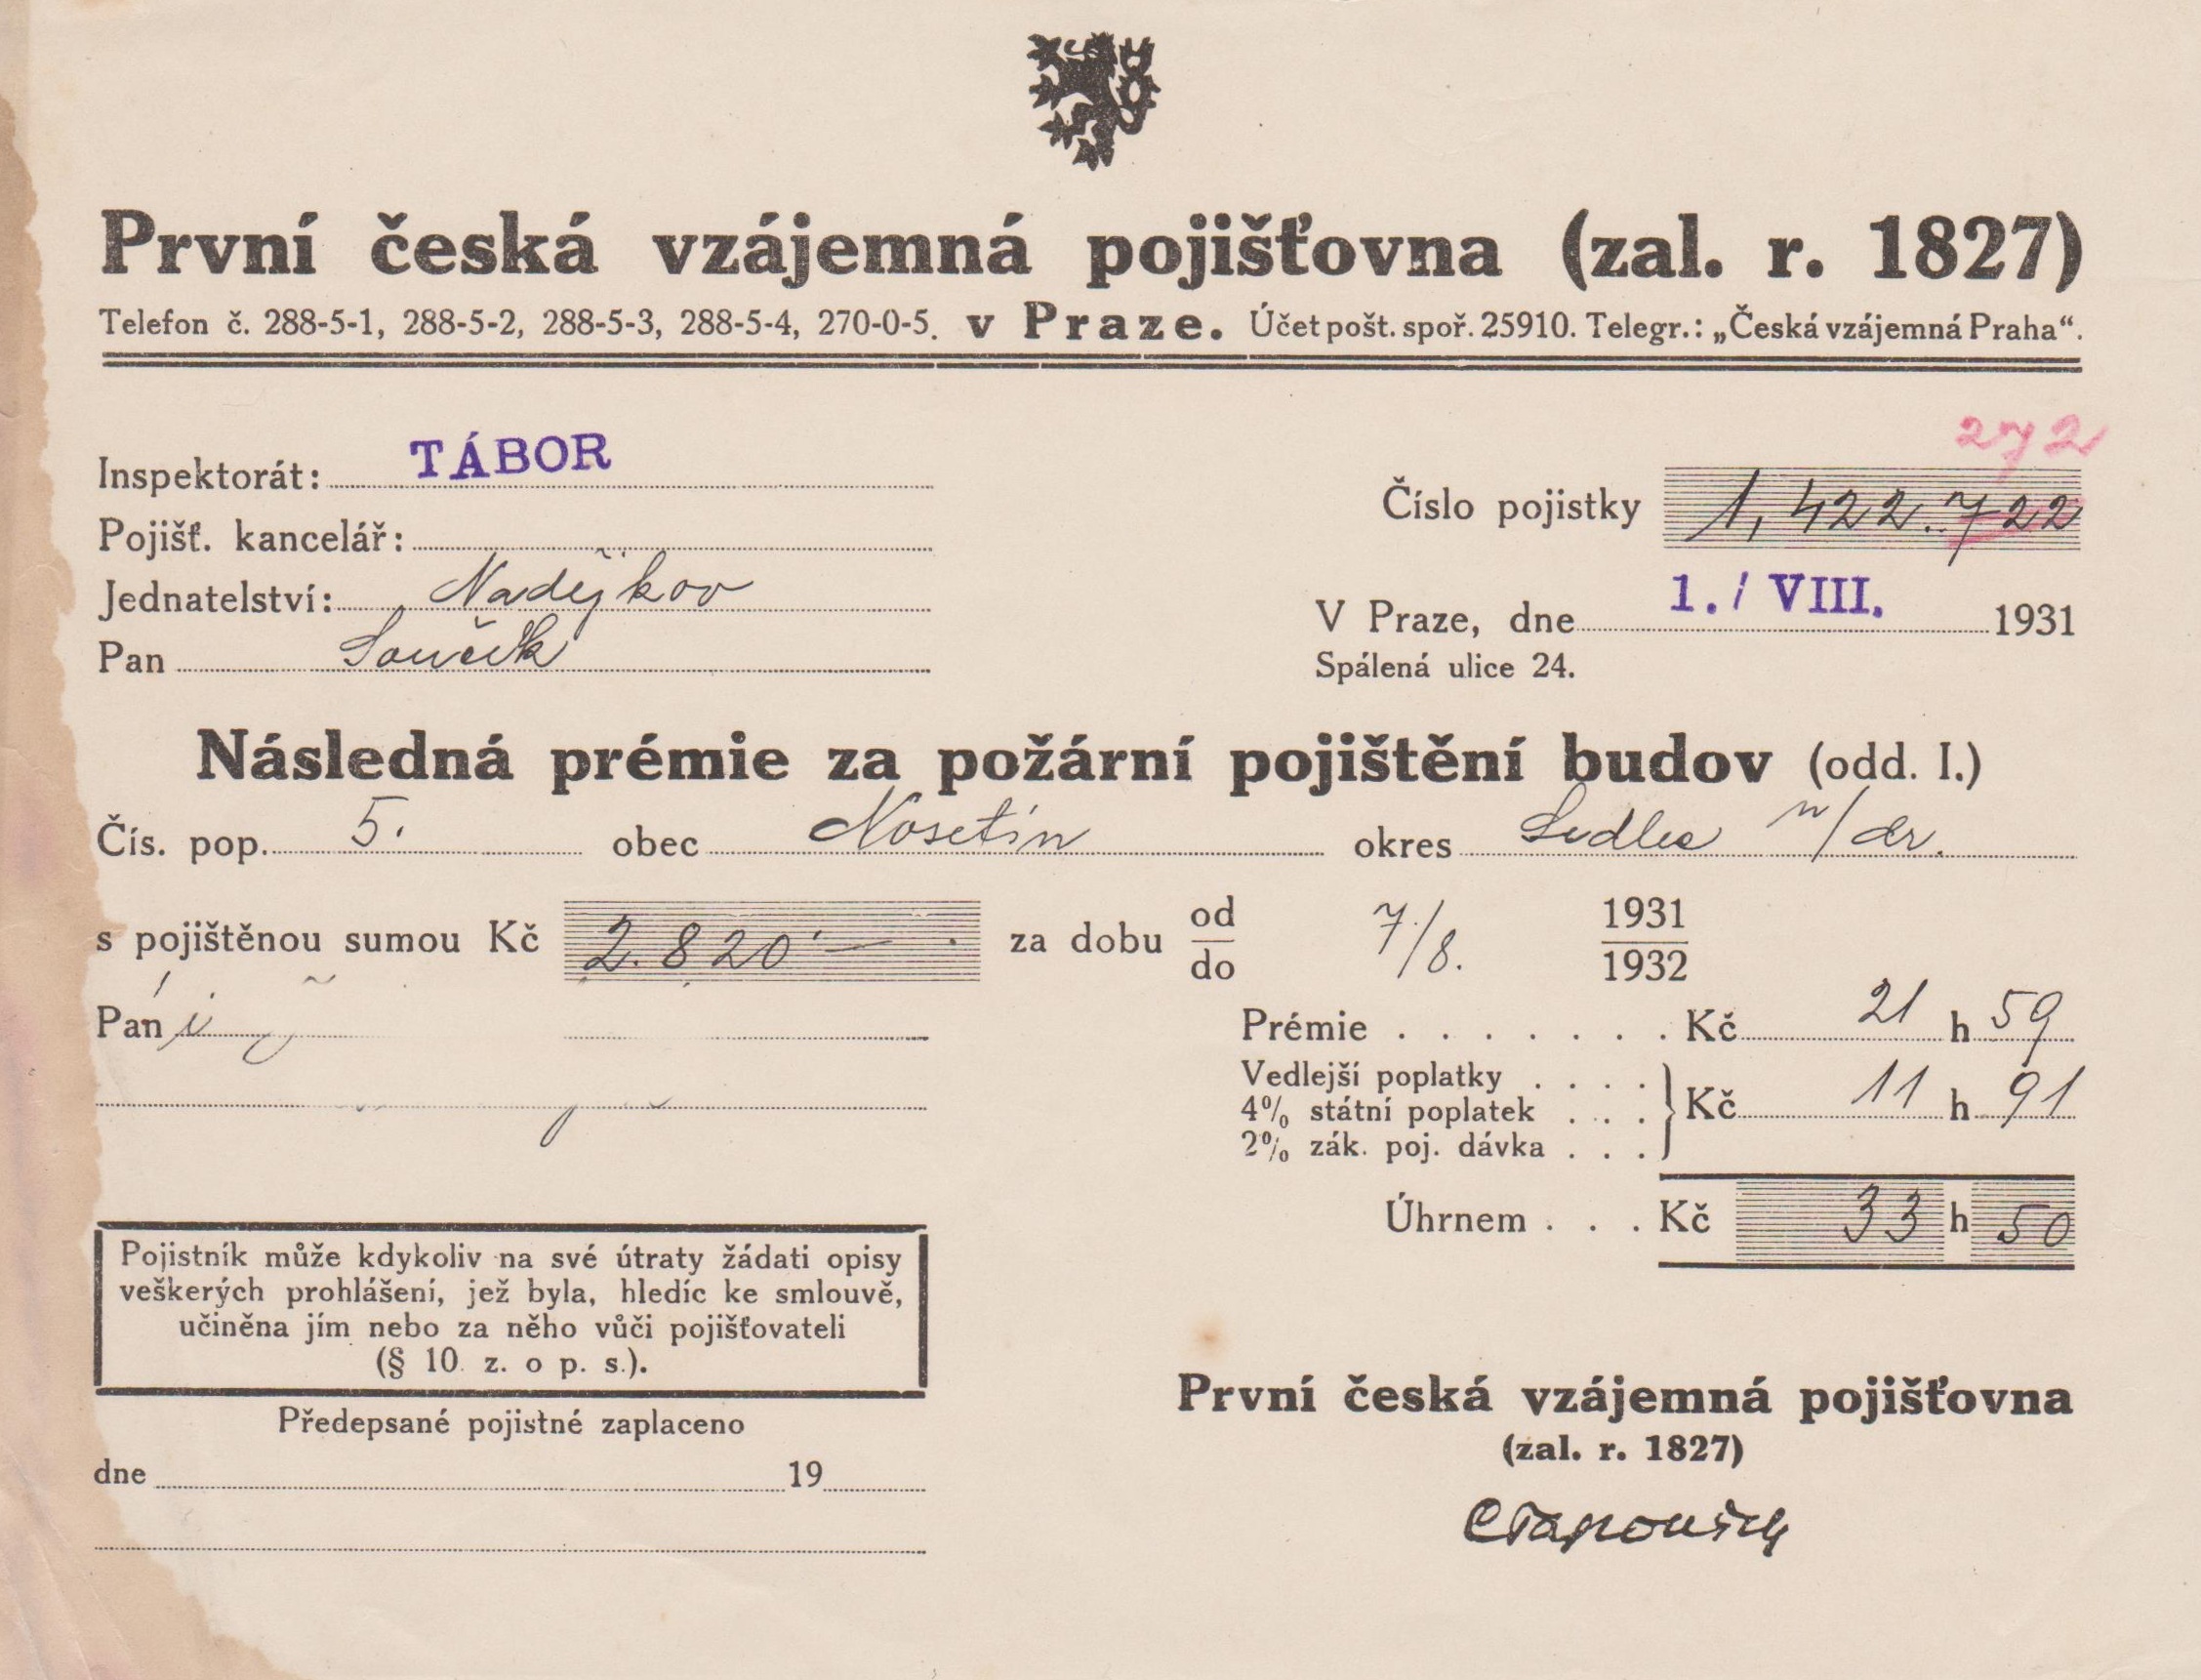 První česká vzájemná pojišťovna (zal. r. 1827)
Telefon č. 288-5-1, 288-5-2, 288-5-3, 288-5-4, 270-0-5. v Praze. Účet pošt. spoř. 25910. Telegr.: „Česká vzájemná Praha“.
272
Inspektorát: TÁBOR
Číslo pojistky 1,422.722
Pojišť. kancelář:
Jednatelství: Nadějkov
V Praze, dne 1./VIII. 1931
Pan Souček
Spálená ulice 24.
Následná prémie za požární pojištění budov (odd. I.)
Čís. pop. 5. obec Nosetín okres Sedlec n/dr.
s pojištěnou sumou Kč 2.820·— za dobu od 7/8. 1931
do 1932
Paní
Prémie . . . . . . . Kč 21 h 59
Vedlejší poplatky . . . .
4% státní poplatek . . . Kč 11 h 91
2% zák. poj. dávka . . .
Úhrnem . . . Kč 33 h 50
Pojistník může kdykoliv na své útraty žádati opisy
veškerých prohlášení, jež byla, hledíc ke smlouvě,
učiněna jím nebo za něho vůči pojišťovateli
(§ 10. z. o p. s.).
Předepsané pojistné zaplaceno
dne 19
První česká vzájemná pojišťovna
(zal. r. 1827)